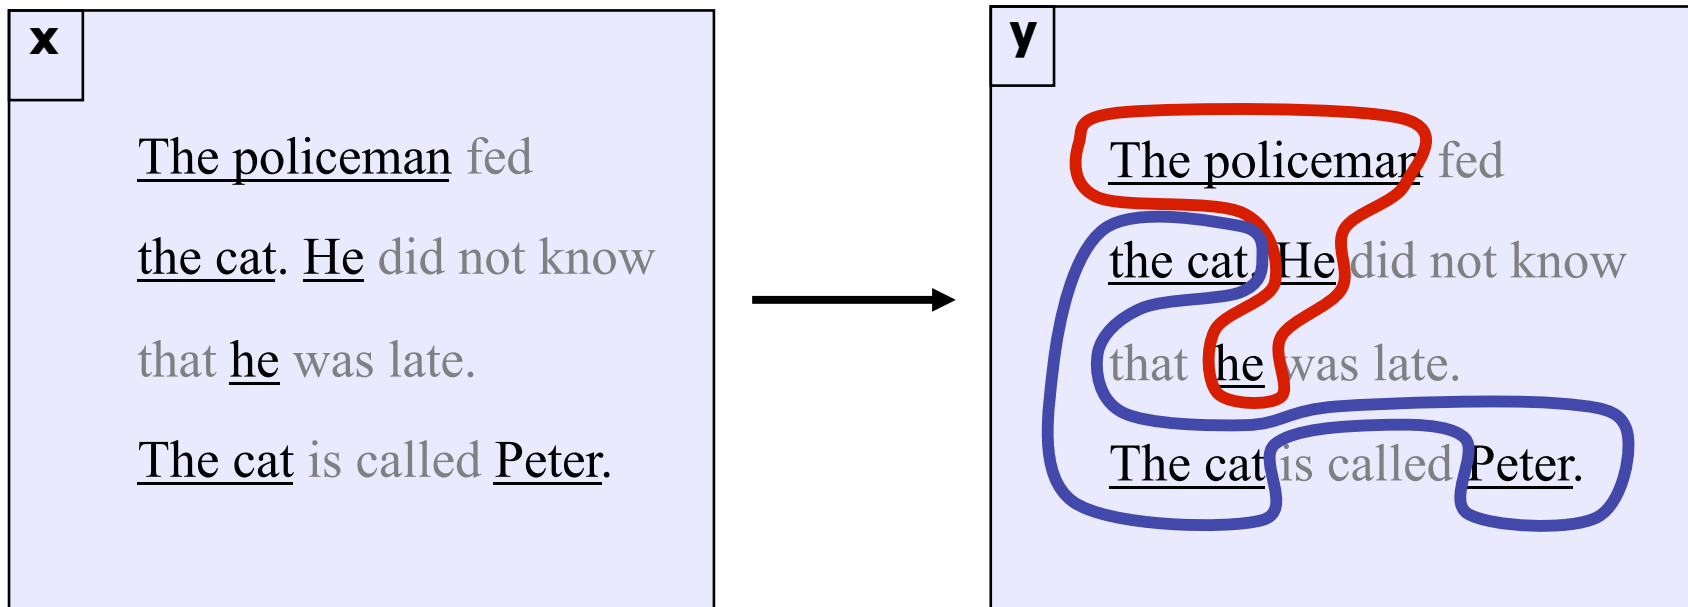 x
The policeman fed
the cat. He did not know
that he was late.
The cat is called Peter.
y
The policeman fed
the cat. He did not know
that he was late.
The cat is called Peter.